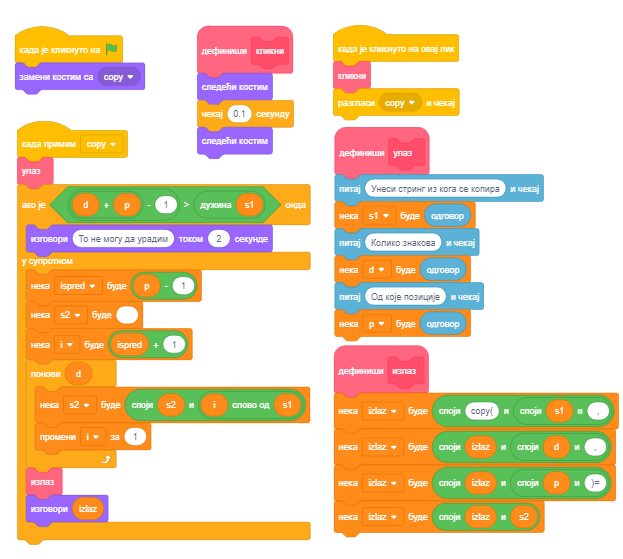 када је кликнуто на
замени костим са copy
дефиниши кликни
следећи костим
чекај 0.1 секунду
следећи костим
када је кликнуто на овај лик
кликни
разгласи copy и чекај
када примим copy
улаз
ако је d + p - 1 > дужина s1 онда
изговори То не могу да урадим током 2 секунде
у супротном
нека ispred буде p - 1
нека s2 буде
нека i буде ispred + 1
понови d
нека s2 буде споји s2 и i слово од s1
промени i за 1
излаз
изговори izlaz
дефиниши улаз
питај Унеси стринг из кога се копира и чекај
нека s1 буде одговор
питај Колико знакова и чекај
нека d буде одговор
питај Од које позиције и чекај
нека p буде одговор
дефиниши излаз
нека izlaz буде споји copy( и споји s1 и ,
нека izlaz буде споји izlaz и споји d и ,
нека izlaz буде споји izlaz и споји p и )=
нека izlaz буде споји izlaz и s2